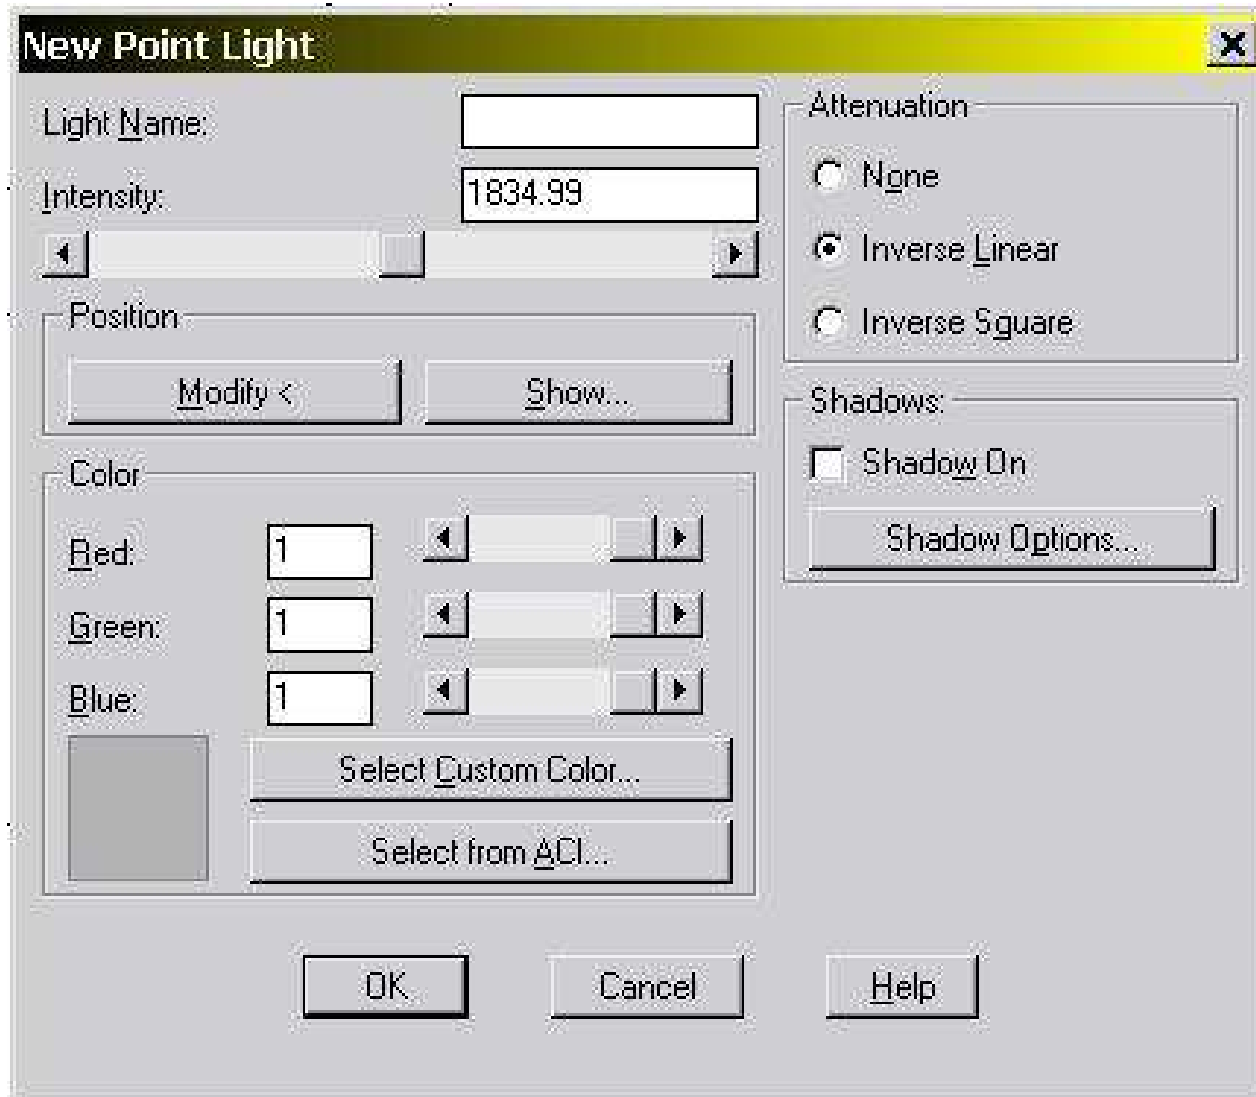 New Point Light
Light Name:
Intensity:
1834.99
Position
Modify <
Show...
Color
Red:
1
Green:
1
Blue:
1
Select Custom Color...
Select from ACI...
Attenuation
None
Inverse Linear
Inverse Square
Shadows:
Shadow On
Shadow Options...
OK
Cancel
Help